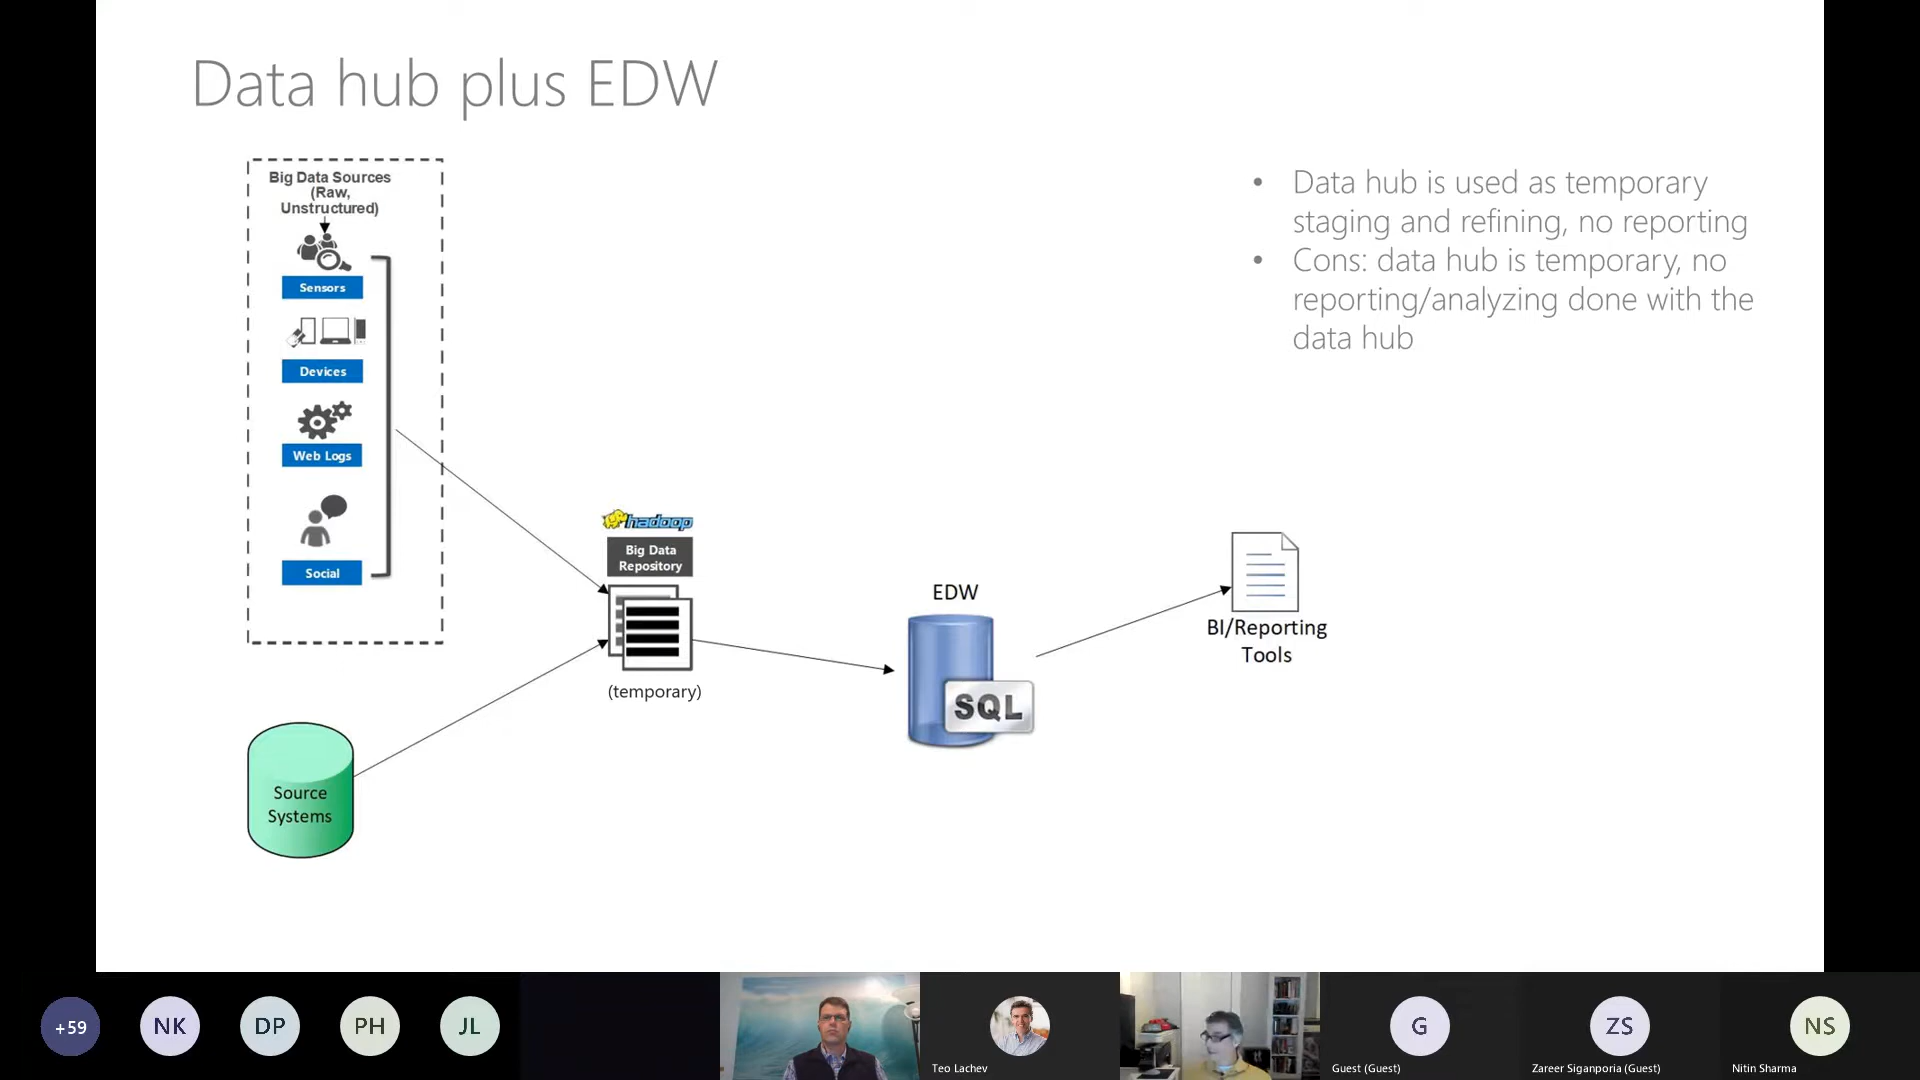 Data hub plus EDW
Big Data Sources
(Raw,
Unstructured)
Sensors
Devices
Web Logs
Social
Source
Systems
hadoop
Big Data
Repository
(temporary)
EDW
SQL
BI/Reporting
Tools
• Data hub is used as temporary
staging and refining, no reporting
• Cons: data hub is temporary, no
reporting/analyzing done with the
data hub
+59
NK
DP
PH
JL
Teo Lachev
G
Guest (Guest)
ZS
Zareer Siganporia (Guest)
NS
Nitin Sharma